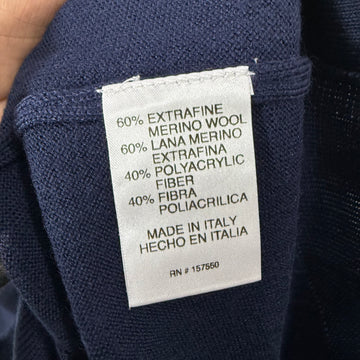 60% EXTRAFINE
MERINO WOOL
60% LANA MERINO
EXTRAFINA
40% POLYACRYLIC
FIBER
40% FIBRA
POLIACRILICA
MADE IN ITALY
HECHO EN ITALIA
RN # 157550